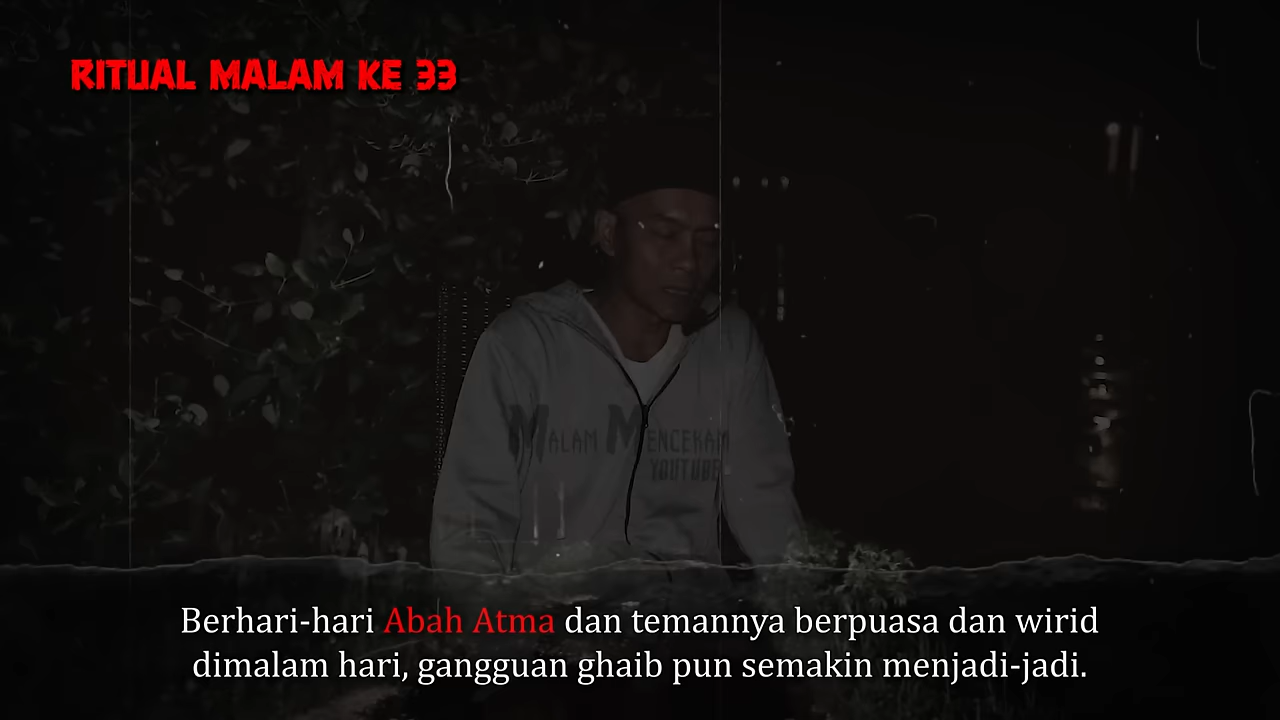 RITUAL MALAM KE 33
MALAM MENCEKAM
YOUTUBE
Berhari-hari Abah Atma dan temannya berpuasa dan wirid
dimalam hari, gangguan ghaib pun semakin menjadi-jadi.